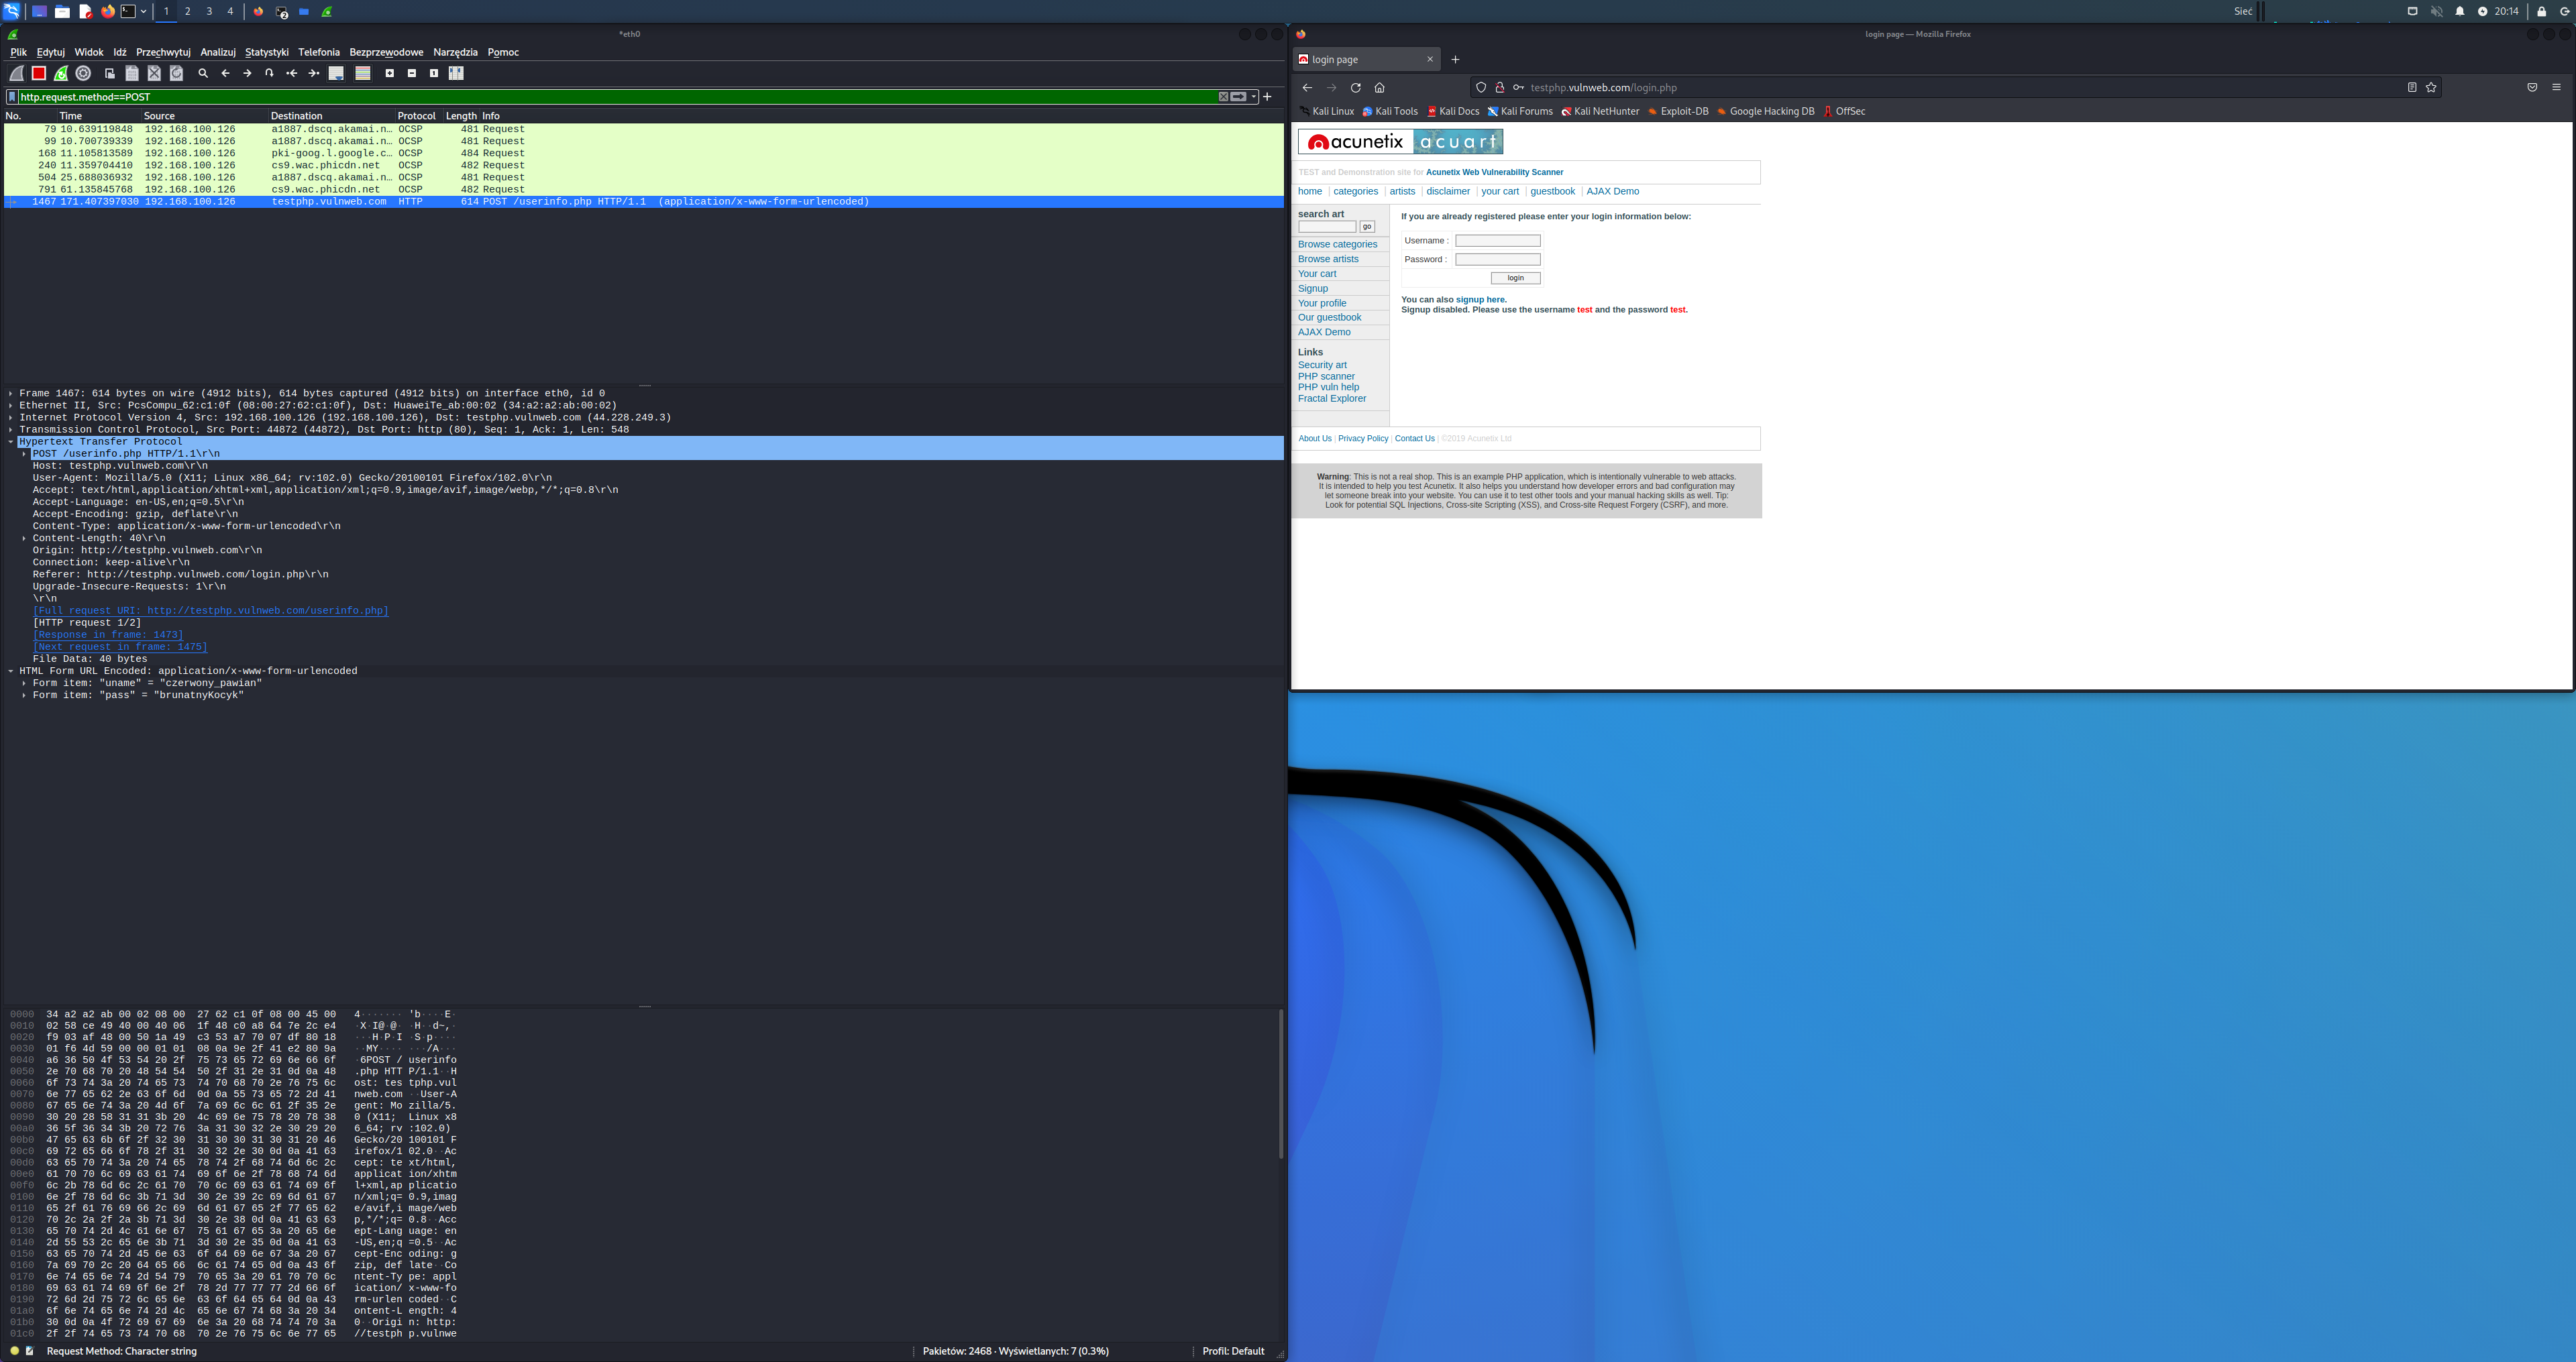 1 2 3 4
Sieć
20:14
*eth0
Plik Edytuj Widok Idź Przechwytuj Analizuj Statystyki Telefonia Bezprzewodowe Narzędzia Pomoc
http.request.method==POST
No. Time Source Destination Protocol Length Info
79 10.639119848 192.168.100.126 a1887.dscq.akamai.n… OCSP 481 Request
99 10.700739339 192.168.100.126 a1887.dscq.akamai.n… OCSP 481 Request
168 11.105813589 192.168.100.126 pki-goog.l.google.c… OCSP 484 Request
240 11.359704410 192.168.100.126 cs9.wac.phicdn.net OCSP 482 Request
504 25.688036932 192.168.100.126 a1887.dscq.akamai.n… OCSP 481 Request
791 61.135845768 192.168.100.126 cs9.wac.phicdn.net OCSP 482 Request
1467 171.407397030 192.168.100.126 testphp.vulnweb.com HTTP 614 POST /userinfo.php HTTP/1.1 (application/x-www-form-urlencoded)
Frame 1467: 614 bytes on wire (4912 bits), 614 bytes captured (4912 bits) on interface eth0, id 0
Ethernet II, Src: PcsCompu_62:c1:0f (08:00:27:62:c1:0f), Dst: HuaweiTe_ab:00:02 (34:a2:a2:ab:00:02)
Internet Protocol Version 4, Src: 192.168.100.126 (192.168.100.126), Dst: testphp.vulnweb.com (44.228.249.3)
Transmission Control Protocol, Src Port: 44872 (44872), Dst Port: http (80), Seq: 1, Ack: 1, Len: 548
Hypertext Transfer Protocol
POST /userinfo.php HTTP/1.1\r\n
Host: testphp.vulnweb.com\r\n
User-Agent: Mozilla/5.0 (X11; Linux x86_64; rv:102.0) Gecko/20100101 Firefox/102.0\r\n
Accept: text/html,application/xhtml+xml,application/xml;q=0.9,image/avif,image/webp,*/*;q=0.8\r\n
Accept-Language: en-US,en;q=0.5\r\n
Accept-Encoding: gzip, deflate\r\n
Content-Type: application/x-www-form-urlencoded\r\n
Content-Length: 40\r\n
Origin: http://testphp.vulnweb.com\r\n
Connection: keep-alive\r\n
Referer: http://testphp.vulnweb.com/login.php\r\n
Upgrade-Insecure-Requests: 1\r\n
\r\n
[Full request URI: http://testphp.vulnweb.com/userinfo.php]
[HTTP request 1/2]
[Response in frame: 1473]
[Next request in frame: 1475]
File Data: 40 bytes
HTML Form URL Encoded: application/x-www-form-urlencoded
Form item: "uname" = "czerwony_pawian"
Form item: "pass" = "brunatnyKocyk"
0000 34 a2 a2 ab 00 02 08 00 27 62 c1 0f 08 00 45 00 4······· 'b····E·
0010 02 58 ce 49 40 00 40 06 1f 48 c0 a8 64 7e 2c e4 ·X·I@·@· ·H··d~,·
0020 f9 03 af 48 00 50 1a 49 c3 53 a7 70 07 df 80 18 ···H·P·I ·S·p····
0030 01 f6 4d 59 00 00 01 01 08 0a 9e 2f 41 e2 80 9a ··MY···· ···/A···
0040 a6 36 50 4f 53 54 20 2f 75 73 65 72 69 6e 66 6f ·6POST / userinfo
0050 2e 70 68 70 20 48 54 54 50 2f 31 2e 31 0d 0a 48 .php HTT P/1.1··H
0060 6f 73 74 3a 20 74 65 73 74 70 68 70 2e 76 75 6c ost: tes tphp.vul
0070 6e 77 65 62 2e 63 6f 6d 0d 0a 55 73 65 72 2d 41 nweb.com ··User-A
0080 67 65 6e 74 3a 20 4d 6f 7a 69 6c 6c 61 2f 35 2e gent: Mo zilla/5.
0090 30 20 28 58 31 31 3b 20 4c 69 6e 75 78 20 78 38 0 (X11; Linux x8
00a0 36 5f 36 34 3b 20 72 76 3a 31 30 32 2e 30 29 20 6_64; rv :102.0)
00b0 47 65 63 6b 6f 2f 32 30 31 30 30 31 30 31 20 46 Gecko/20 100101 F
00c0 69 72 65 66 6f 78 2f 31 30 32 2e 30 0d 0a 41 63 irefox/1 02.0··Ac
00d0 63 65 70 74 3a 20 74 65 78 74 2f 68 74 6d 6c 2c cept: te xt/html,
00e0 61 70 70 6c 69 63 61 74 69 6f 6e 2f 78 68 74 6d applicat ion/xhtm
00f0 6c 2b 78 6d 6c 2c 61 70 70 6c 69 63 61 74 69 6f l+xml,ap plicatio
0100 6e 2f 78 6d 6c 3b 71 3d 30 2e 39 2c 69 6d 61 67 n/xml;q= 0.9,imag
0110 65 2f 61 76 69 66 2c 69 6d 61 67 65 2f 77 65 62 e/avif,i mage/web
0120 70 2c 2a 2f 2a 3b 71 3d 30 2e 38 0d 0a 41 63 63 p,*/*;q= 0.8··Acc
0130 65 70 74 2d 4c 61 6e 67 75 61 67 65 3a 20 65 6e ept-Lang uage: en
0140 2d 55 53 2c 65 6e 3b 71 3d 30 2e 35 0d 0a 41 63 -US,en;q =0.5··Ac
0150 63 65 70 74 2d 45 6e 63 6f 64 69 6e 67 3a 20 67 cept-Enc oding: g
0160 7a 69 70 2c 20 64 65 66 6c 61 74 65 0d 0a 43 6f zip, def late··Co
0170 6e 74 65 6e 74 2d 54 79 70 65 3a 20 61 70 70 6c ntent-Ty pe: appl
0180 69 63 61 74 69 6f 6e 2f 78 2d 77 77 77 2d 66 6f ication/ x-www-fo
0190 72 6d 2d 75 72 6c 65 6e 63 6f 64 65 64 0d 0a 43 rm-urlen coded··C
01a0 6f 6e 74 65 6e 74 2d 4c 65 6e 67 74 68 3a 20 34 ontent-L ength: 4
01b0 30 0d 0a 4f 72 69 67 69 6e 3a 20 68 74 74 70 3a 0··Origi n: http:
01c0 2f 2f 74 65 73 74 70 68 70 2e 76 75 6c 6e 77 65 //testph p.vulnwe
Request Method: Character string
Pakietów: 2468 · Wyświetlanych: 7 (0.3%)
Profil: Default
login page — Mozilla Firefox
login page
testphp.vulnweb.com/login.php
Kali Linux Kali Tools Kali Docs Kali Forums Kali NetHunter Exploit-DB Google Hacking DB OffSec
acunetix acuart
TEST and Demonstration site for Acunetix Web Vulnerability Scanner
home | categories | artists | disclaimer | your cart | guestbook | AJAX Demo
search art
go
Browse categories
Browse artists
Your cart
Signup
Your profile
Our guestbook
AJAX Demo
Links
Security art
PHP scanner
PHP vuln help
Fractal Explorer
If you are already registered please enter your login information below:
Username :
Password :
login
You can also signup here.
Signup disabled. Please use the username test and the password test.
About Us | Privacy Policy | Contact Us | ©2019 Acunetix Ltd
Warning: This is not a real shop. This is an example PHP application, which is intentionally vulnerable to web attacks.
It is intended to help you test Acunetix. It also helps you understand how developer errors and bad configuration may
let someone break into your website. You can use it to test other tools and your manual hacking skills as well. Tip:
Look for potential SQL Injections, Cross-site Scripting (XSS), and Cross-site Request Forgery (CSRF), and more.